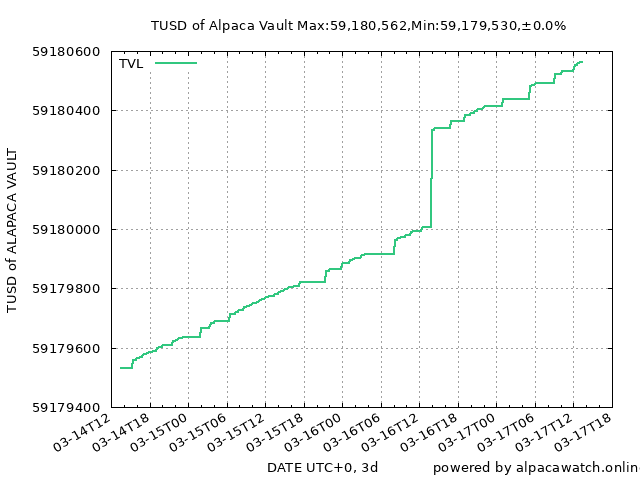 TUSD of Alpaca Vault Max:59,180,562,Min:59,179,530,±0.0%
TVL
TUSD of ALAPACA VAULT
59180600
59180400
59180200
59180000
59179800
59179600
59179400
03-14T12
03-14T18
03-15T00
03-15T06
03-15T12
03-15T18
03-16T00
03-16T06
03-16T12
03-16T18
03-17T00
03-17T06
03-17T12
03-17T18
DATE UTC+0, 3d
powered by alpacawatch.online